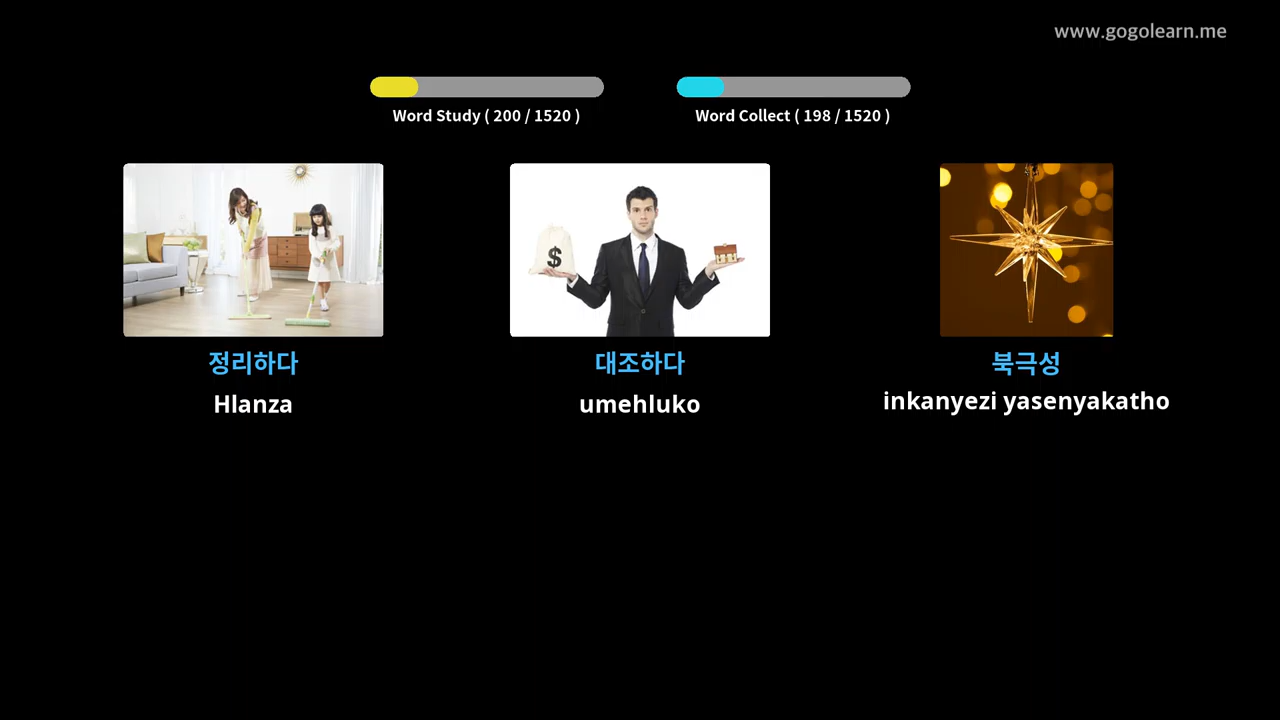 www.gogolearn.me
Word Study ( 200 / 1520 )
Word Collect ( 198 / 1520 )
$
정리하다
대조하다
북극성
Hlanza
umehluko
inkanyezi yasenyakatho